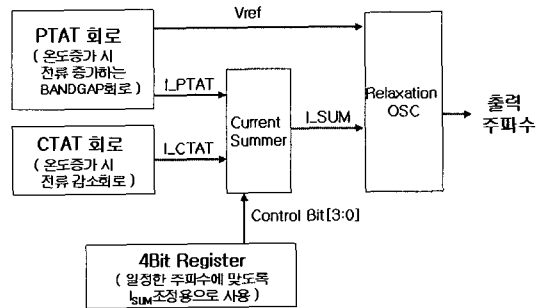 PTAT 회로
( 온도증가 시
전류 증가하는
BANDGAP회로 )
Vref
I_PTAT
CTAT 회로
( 온도증가 시
전류 감소회로 )
I_CTAT
Current
Summer
I_SUM
Relaxation
OSC
출력
주파수
Control Bit[3:0]
4Bit Register
( 일정한 주파수에 맞도록
I_SUM조정용으로 사용 )